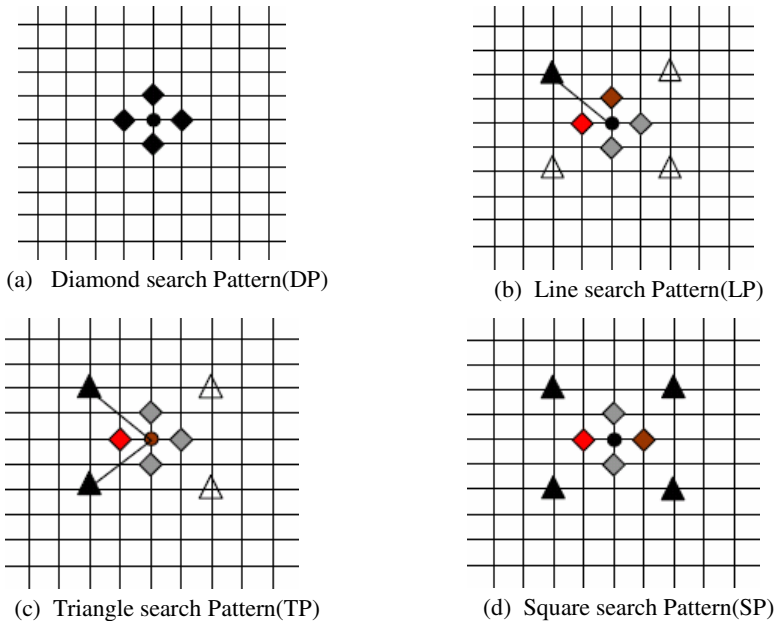 (a) Diamond search Pattern(DP)
(b) Line search Pattern(LP)
(c) Triangle search Pattern(TP)
(d) Square search Pattern(SP)